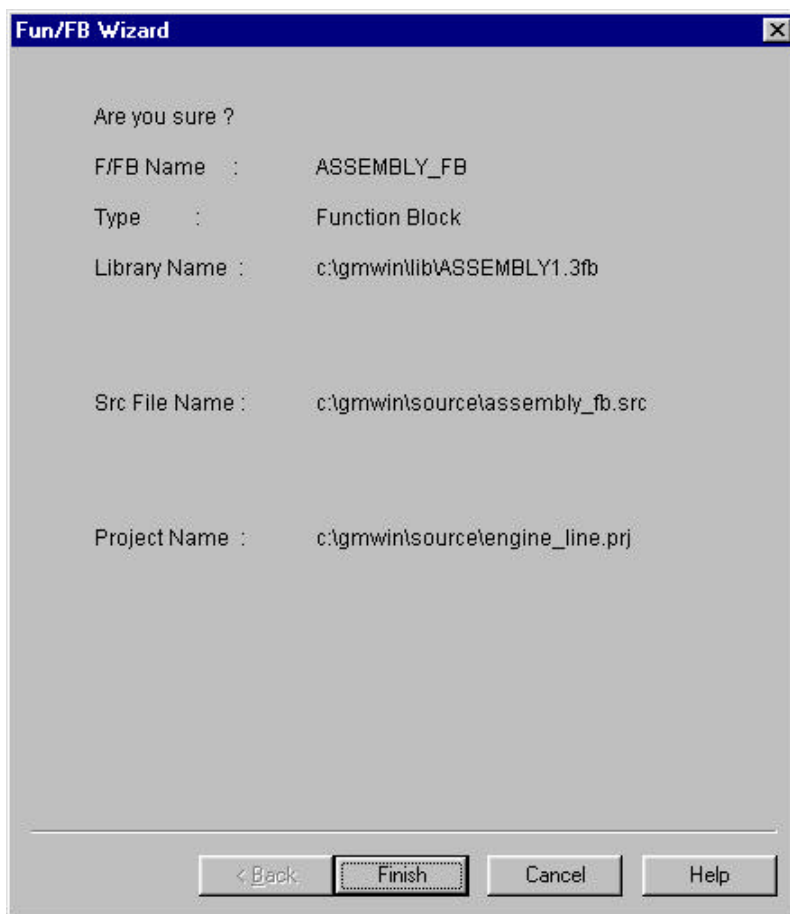 Fun/FB Wizard
Are you sure ?
F/FB Name : ASSEMBLY_FB
Type : Function Block
Library Name : c:\gmwin\lib\ASSEMBLY1.3fb
Src File Name : c:\gmwin\source\assembly_fb.src
Project Name : c:\gmwin\source\engine_line.prj
< Back Finish Cancel Help